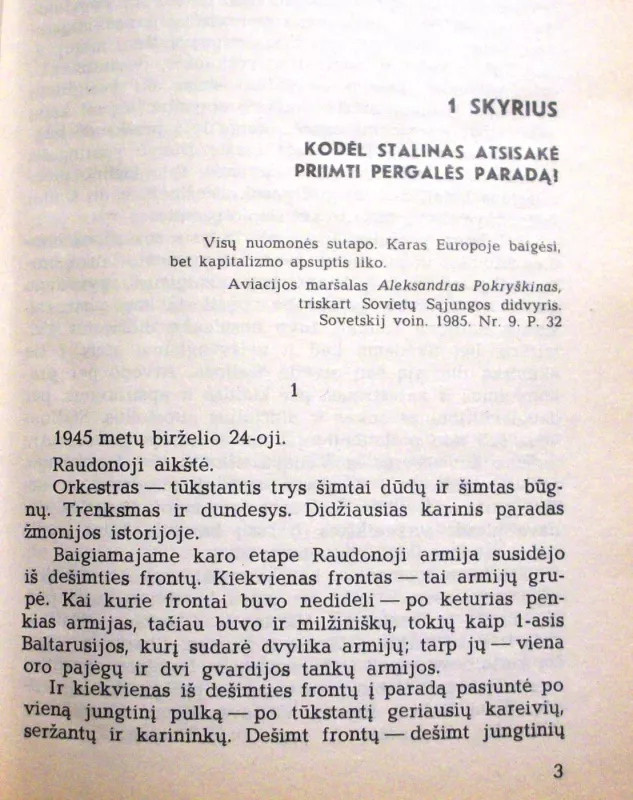 1 SKYRIUS
KODĖL STALINAS ATSISAKĖ
PRIIMTI PERGALĖS PARADĄ?
Visų nuomonės sutapo. Karas Europoje baigėsi,
bet kapitalizmo apsuptis liko.
Aviacijos maršalas Aleksandras Pokryškinas,
triskart Sovietų Sąjungos didvyris.
Sovetskij voin. 1985. Nr. 9. P. 32
1
1945 metų birželio 24-oji.
Raudonoji aikštė.
Orkestras — tūkstantis trys šimtai dūdų ir šimtas būg-
nų. Trenksmas ir dundesys. Didžiausias karinis paradas
žmonijos istorijoje.
Baigiamajame karo etape Raudonoji armija susidėjo
iš dešimties frontų. Kiekvienas frontas — tai armijų gru-
pė. Kai kurie frontai buvo nedideli — po keturias pen-
kias armijas, tačiau buvo ir milžiniškų, tokių kaip 1-asis
Baltarusijos, kurį sudarė dvylika armijų; tarp jų — viena
oro pajėgų ir dvi gvardijos tankų armijos.
Ir kiekvienas iš dešimties frontų į paradą pasiuntė po
vieną jungtinį pulką — po tūkstantį geriausių kareivių,
seržantų ir karininkų. Dešimt frontų — dešimt jungtinių
3